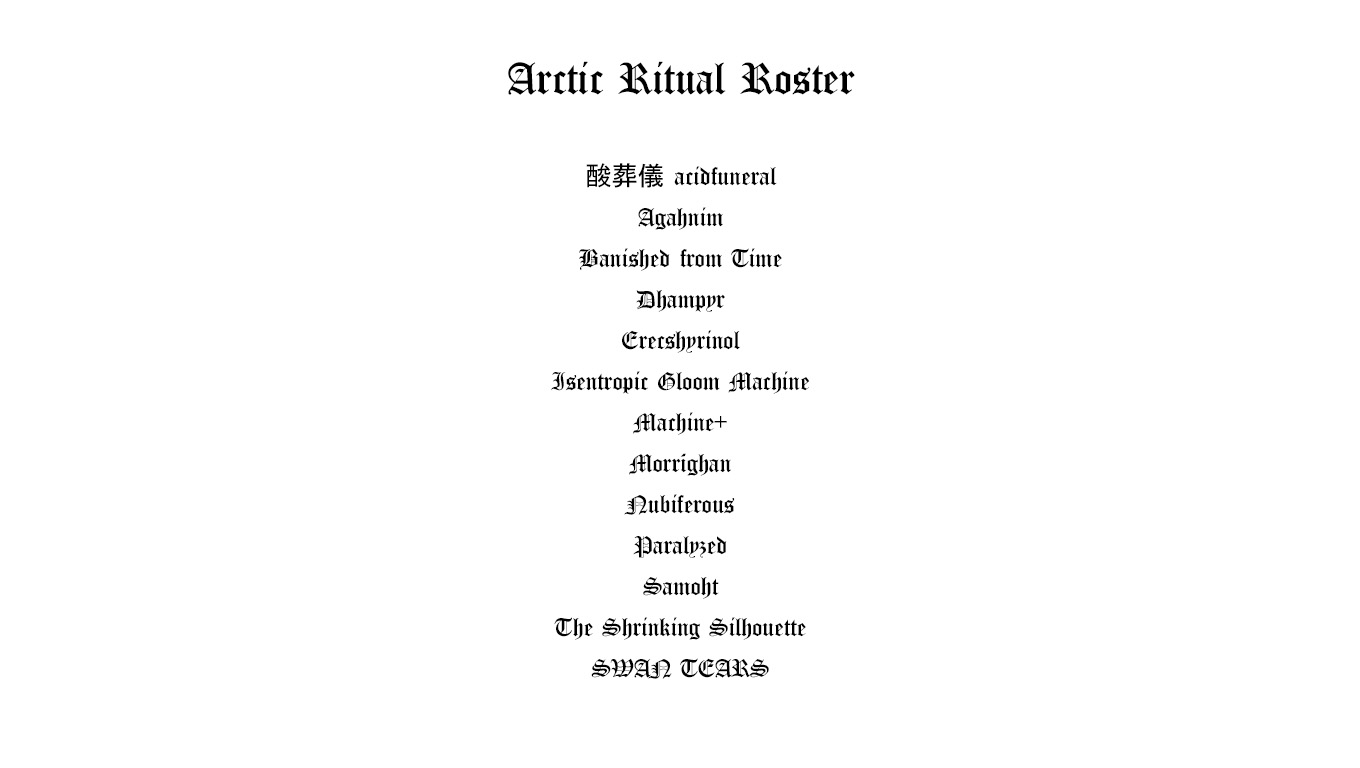 Arctic Ritual Roster
酸葬儀 acidfuneral
Agahnim
Banished from Time
Dhampyr
Erecshyrinol
Isentropic Gloom Machine
Machine+
Morrighan
Nubiferous
Paralyzed
Samoht
The Shrinking Silhouette
SWAN TEARS